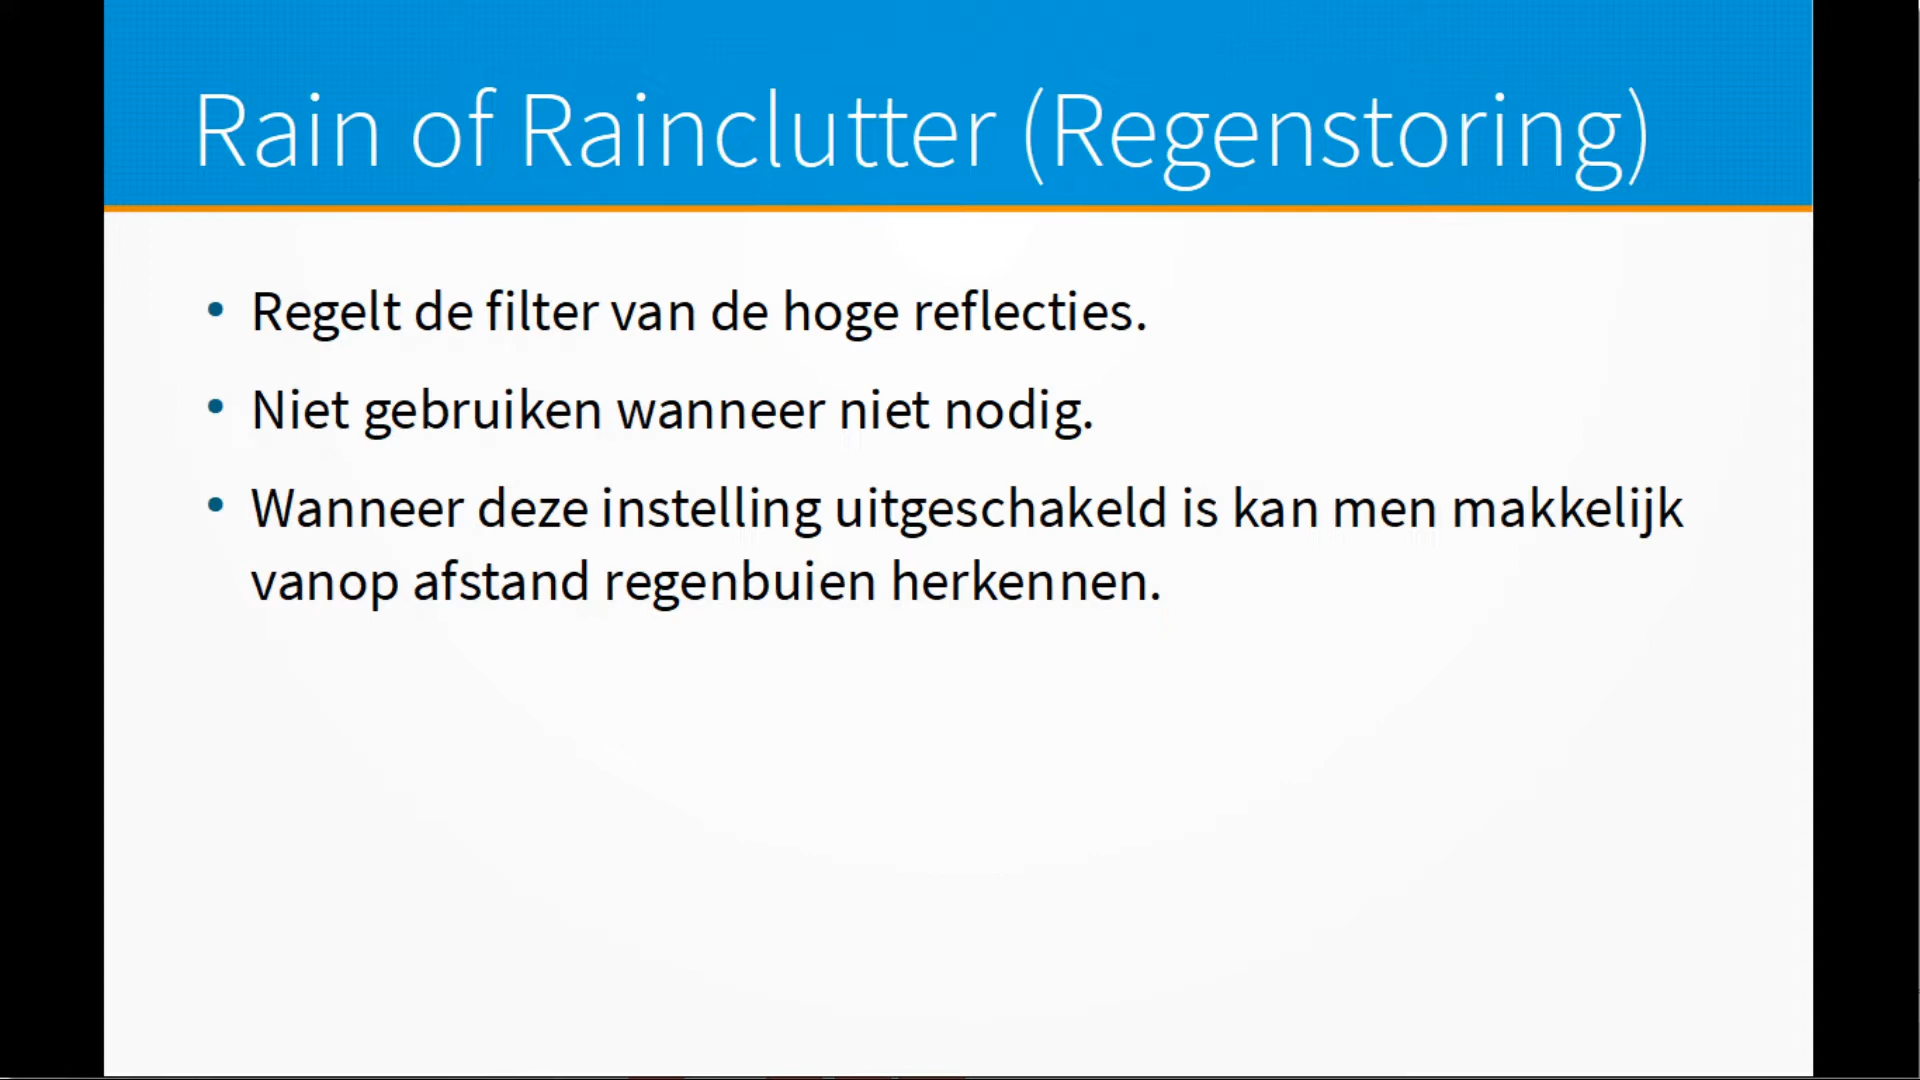 Rain of Rainclutter (Regenstoring)
• Regelt de filter van de hoge reflecties.
• Niet gebruiken wanneer niet nodig.
• Wanneer deze instelling uitgeschakeld is kan men makkelijk
vanop afstand regenbuien herkennen.